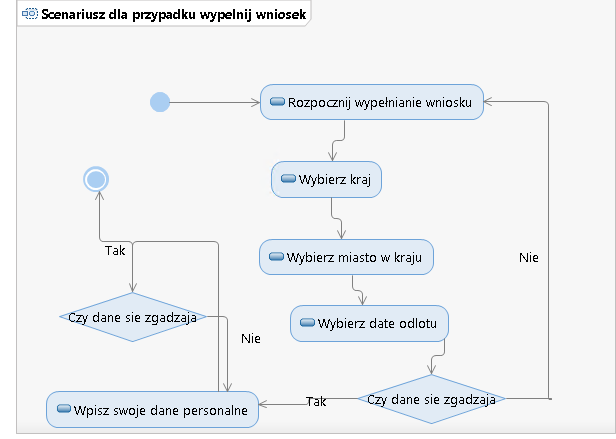 Scenariusz dla przypadku wypelnij wniosek
Rozpocznij wypełnianie wniosku
Wybierz kraj
Wybierz miasto w kraju
Wybierz date odlotu
Czy dane sie zgadzaja
Nie
Tak
Wpisz swoje dane personalne
Czy dane sie zgadzaja
Nie
Tak